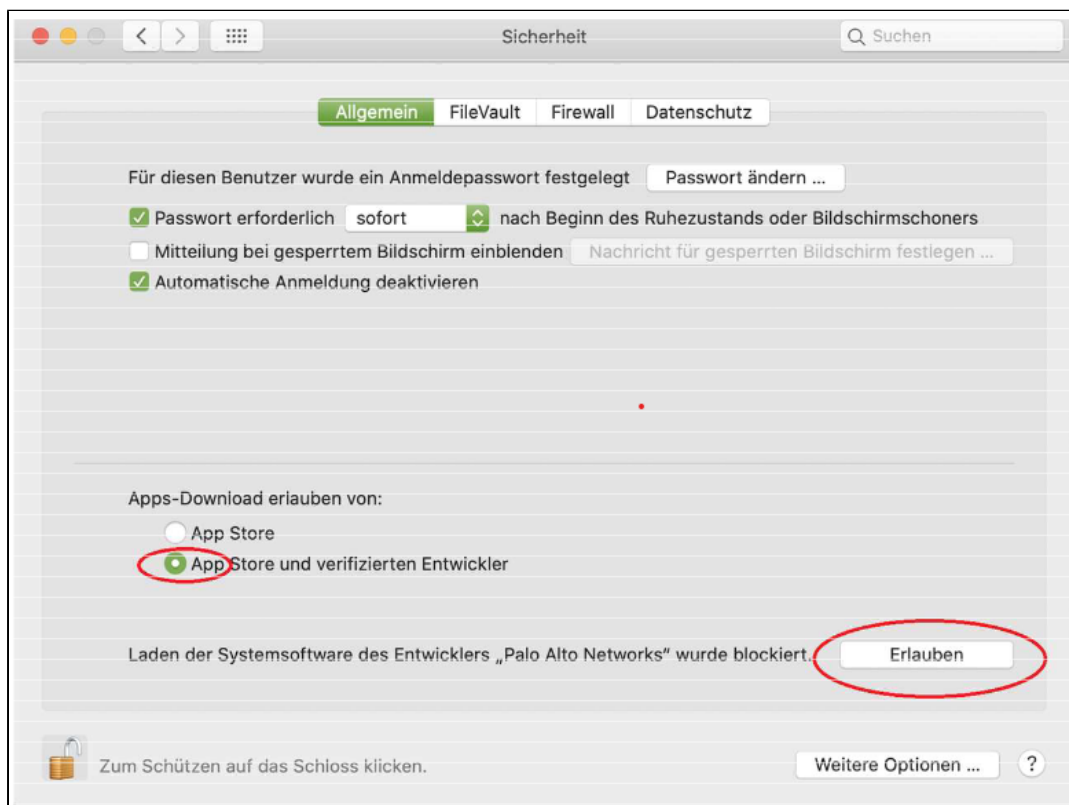 Sicherheit
Suchen
Allgemein FileVault Firewall Datenschutz
Für diesen Benutzer wurde ein Anmeldepasswort festgelegt Passwort ändern ...
Passwort erforderlich sofort nach Beginn des Ruhezustands oder Bildschirmschoners
Mitteilung bei gesperrtem Bildschirm einblenden Nachricht für gesperrten Bildschirm festlegen ...
Automatische Anmeldung deaktivieren
Apps-Download erlauben von:
App Store
App Store und verifizierten Entwickler
Laden der Systemsoftware des Entwicklers „Palo Alto Networks“ wurde blockiert. Erlauben
Zum Schützen auf das Schloss klicken. Weitere Optionen ... ?